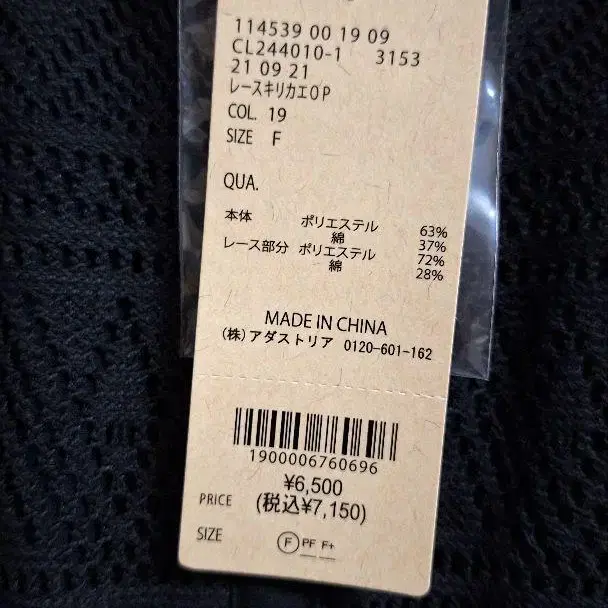 114539 00 19 09
CL244010-1 3153
21 09 21
レースキリカエOP
COL. 19
SIZE F
QUA.
本体 ポリエステル 63%
綿 37%
レース部分 ポリエステル 72%
綿 28%
MADE IN CHINA
(株)アダストリア 0120-601-162
1900006760696
¥6,500
PRICE (税込¥7,150)
SIZE F PF F+